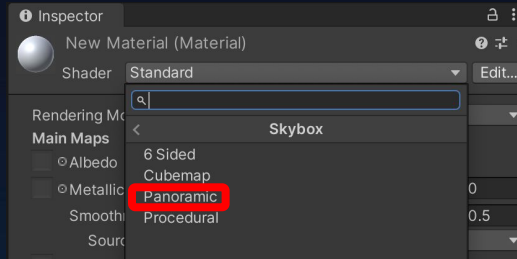 Inspector
New Material (Material)
Shader Standard Edit...
Rendering Mo
Main Maps
Albedo
Metallic 0
Smooth 0.5
Sourc
Skybox
6 Sided
Cubemap
Panoramic
Procedural